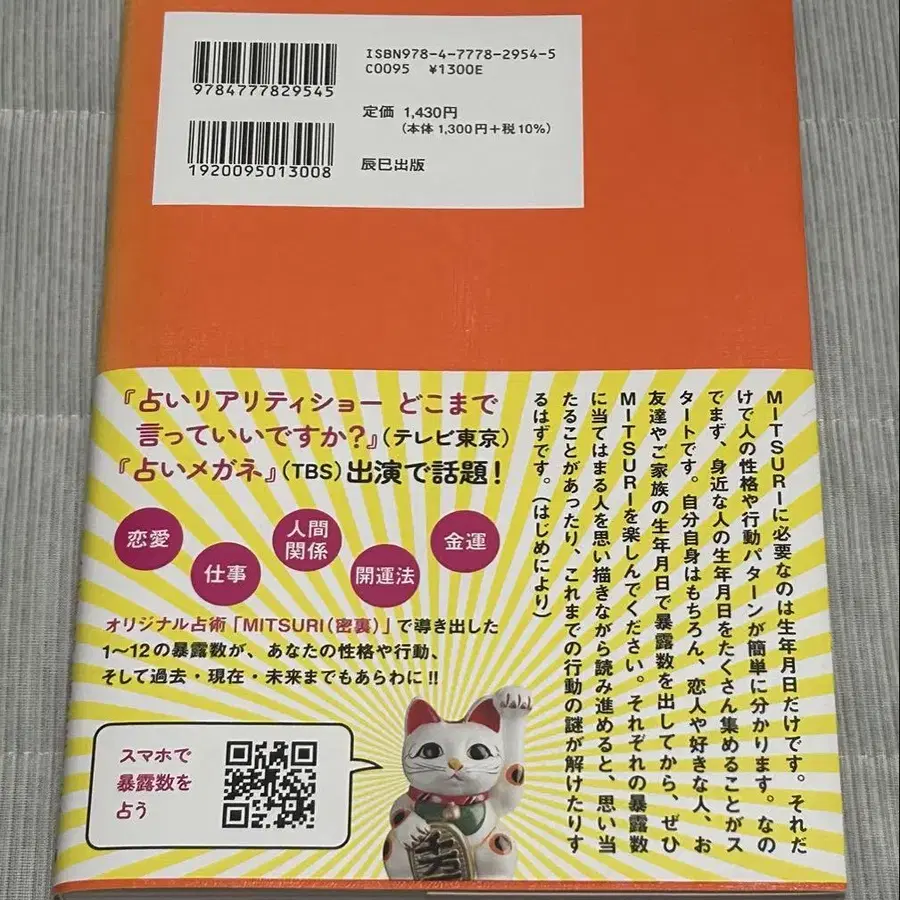 ISBN978-4-7778-2954-5
C0095 ¥1300E
9784777829545
定価 1,430円
(本体 1,300円+税10%)
1920095013008
辰巳出版
『占いリアリティショー どこまで
言っていいですか?』(テレビ東京)
『占いメガネ』(TBS)出演で話題!
恋愛
仕事
人間
関係
開運法
金運
オリジナル占術「MITSURI(密裏)」で導き出した
1〜12の暴露数が、あなたの性格や行動、
そして過去・現在・未来までもあらわに!!
スマホで
暴露数を
占う
MITSURIに必要なのは生年月日だけです。それだ
けで人の性格や行動パターンが簡単に分かります。なの
でまず、身近な人の生年月日をたくさん集めることがス
タートです。自分自身はもちろん、恋人や好きな人、お
友達やご家族の生年月日で暴露数を出してから、ぜひ
MITSURIを楽しんでください。それぞれの暴露数
に当てはまる人を思い描きながら読み進めると、思い当
たることがあったり、これまでの行動の謎が解けたりす
るはずです。(はじめにより)